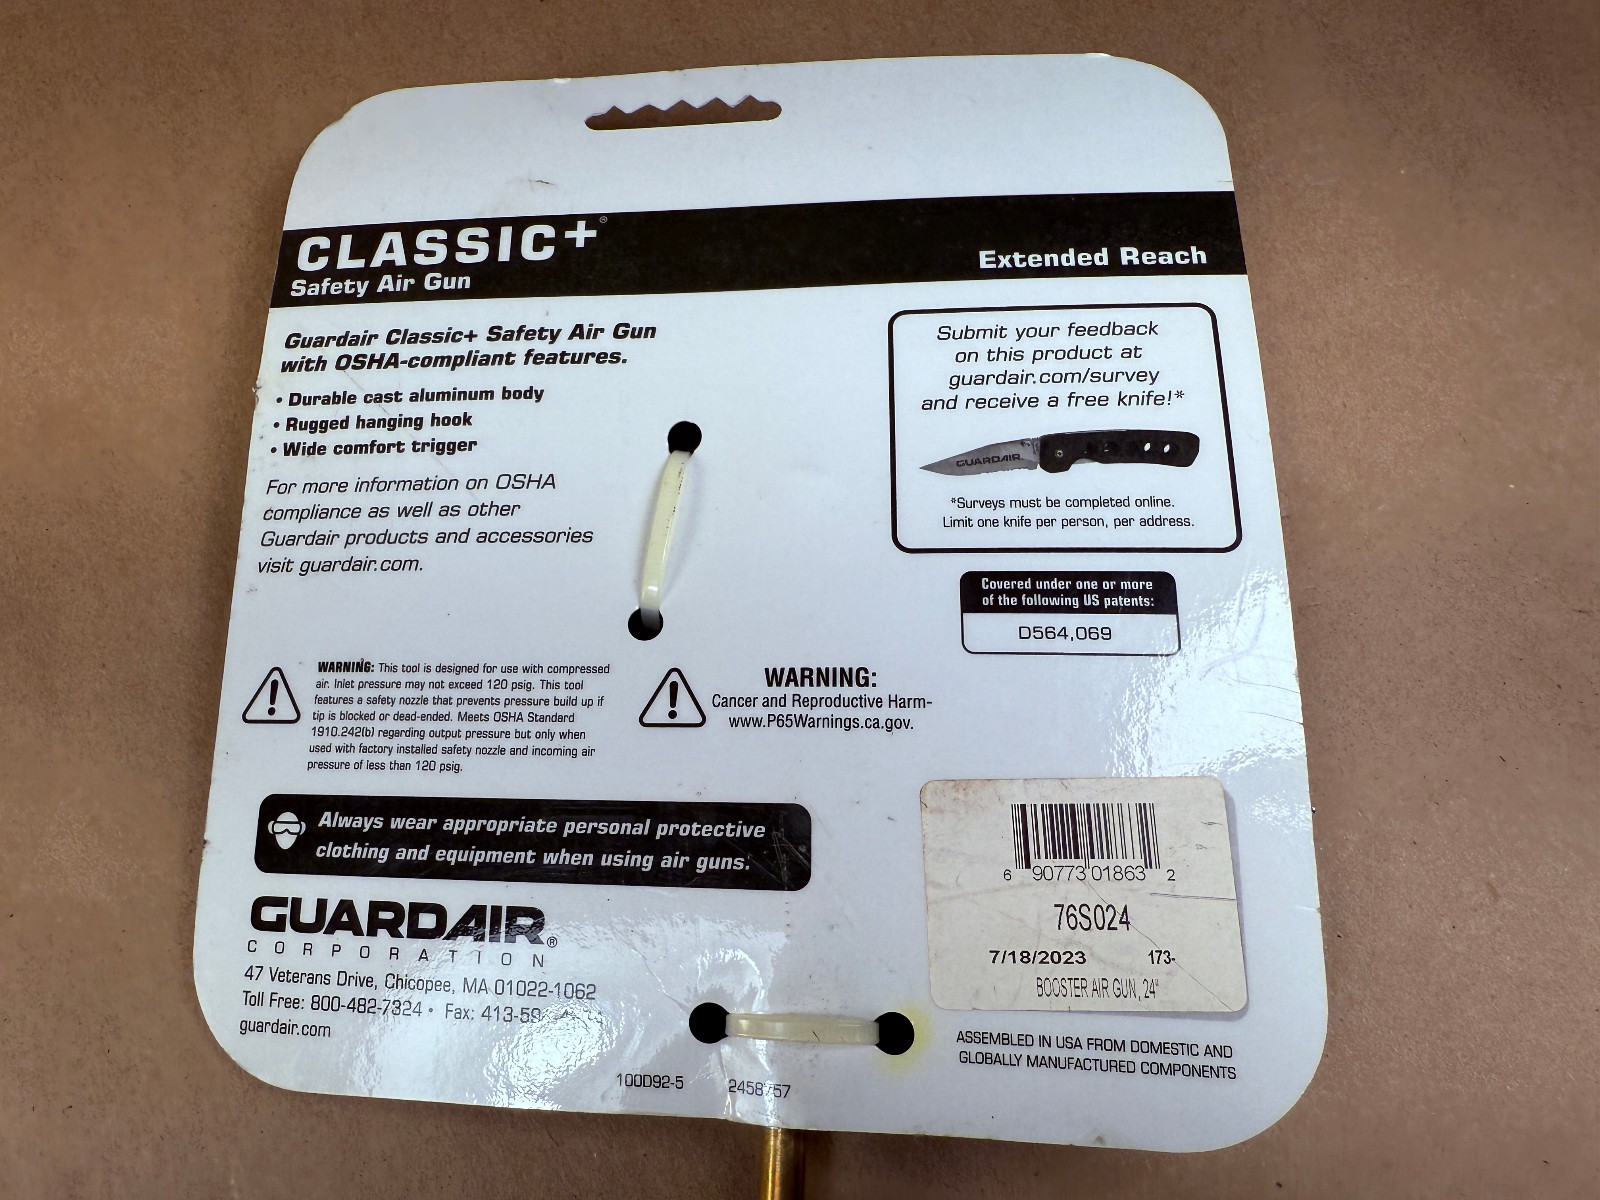 CLASSIC+®
Safety Air Gun
Extended Reach
Guardair Classic+ Safety Air Gun
with OSHA-compliant features.
• Durable cast aluminum body
• Rugged hanging hook
• Wide comfort trigger
For more information on OSHA
compliance as well as other
Guardair products and accessories
visit guardair.com.
Submit your feedback
on this product at
guardair.com/survey
and receive a free knife!*
GUARDAIR
*Surveys must be completed online.
Limit one knife per person, per address.
Covered under one or more
of the following US patents:
D564,069
WARNING: This tool is designed for use with compressed
air. Inlet pressure may not exceed 120 psig. This tool
features a safety nozzle that prevents pressure build up if
tip is blocked or dead-ended. Meets OSHA Standard
1910.242(b) regarding output pressure but only when
used with factory installed safety nozzle and incoming air
pressure of less than 120 psig.
WARNING:
Cancer and Reproductive Harm-
www.P65Warnings.ca.gov.
Always wear appropriate personal protective
clothing and equipment when using air guns.
GUARDAIR®
CORPORATION
47 Veterans Drive, Chicopee, MA 01022-1062
Toll Free: 800-482-7324 • Fax:
guardair.com
6 90773 01863 2
76S024
7/18/2023 173-
BOOSTER AIR GUN, 24"
ASSEMBLED IN USA FROM DOMESTIC AND
GLOBALLY MANUFACTURED COMPONENTS
100D92-5